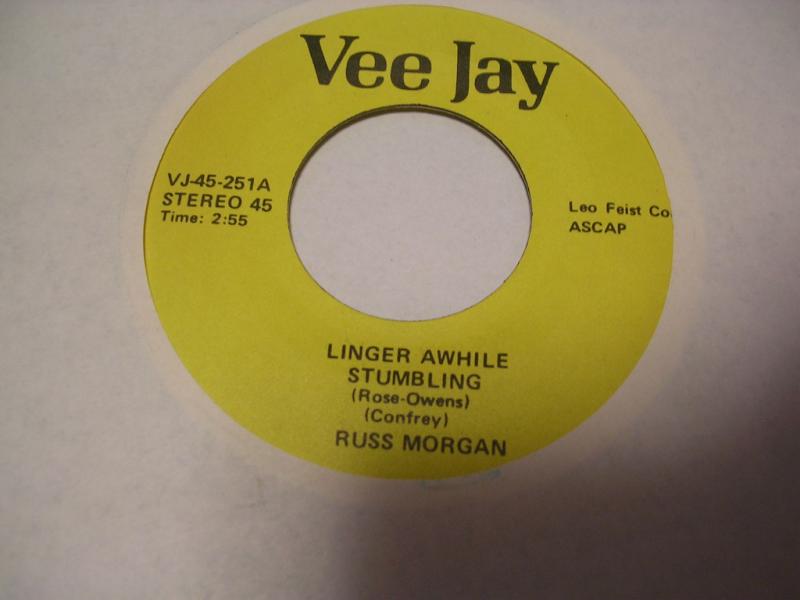 Vee Jay
VJ-45-251A
STEREO 45
Time: 2:55
Leo Feist Co.
ASCAP
LINGER AWHILE
STUMBLING
(Rose-Owens)
(Confrey)
RUSS MORGAN